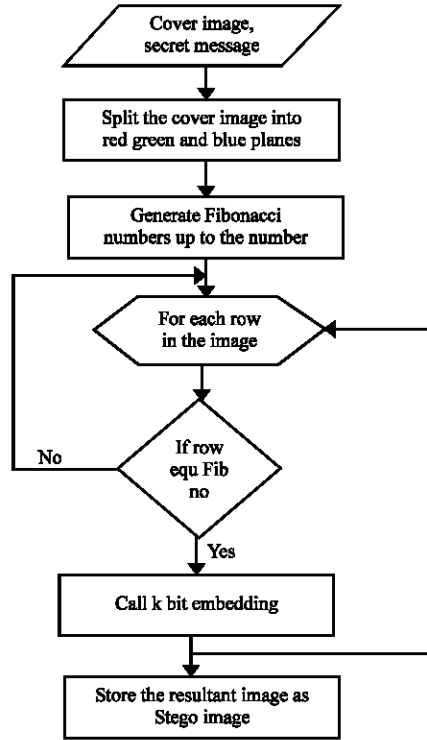 Cover image,
secret message
Split the cover image into
red green and blue planes
Generate Fibonacci
numbers up to the number
For each row
in the image
If row
equ Fib
no
No
Yes
Call k bit embedding
Store the resultant image as
Stego image